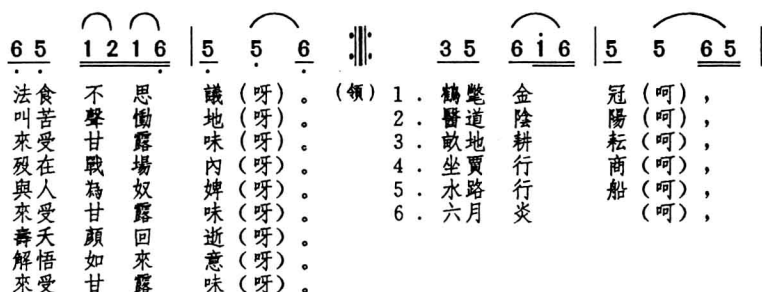 6 5 1 2 1 6 | 5 5 6 3 5 6 i 6 | 5 5 6 5 |
法食 不 思 議(呀)。 (領) 1. 鶴氅 金 冠(呵),
叫苦 聲 慟 地(呀)。 2. 醫道 陰 陽(呵),
來受 甘 露 味(呀)。 3. 畝地 耕 耘(呵),
歿在 戰 場 內(呀)。 4. 坐賈 行 商(呵),
與人 為 奴 婢(呀)。 5. 水路 行 船(呵),
來受 甘 露 味(呀)。 6. 六月 炎 (呵),
壽夭 顏 回 逝(呀)。
解悟 如 來 意(呀)。
來受 甘 露 味(呀)。